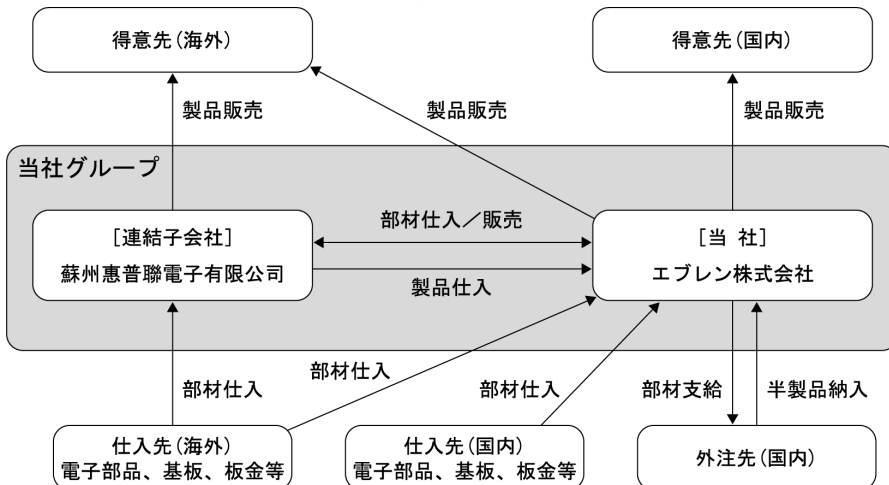 得意先(海外)
得意先(国内)
製品販売
製品販売
製品販売
当社グループ
[連結子会社]
蘇州惠普聯電子有限公司
部材仕入／販売
製品仕入
[当 社]
エブレン株式会社
部材仕入
部材仕入
部材仕入
部材支給
半製品納入
仕入先(海外)
電子部品、基板、板金等
仕入先(国内)
電子部品、基板、板金等
外注先(国内)